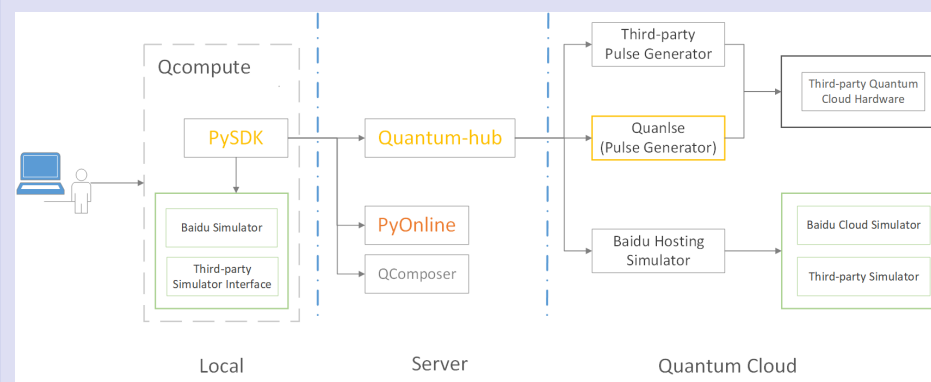 Qcompute
PySDK
Baidu Simulator
Third-party
Simulator Interface
Quantum-hub
PyOnline
QComposer
Third-party
Pulse Generator
Quanlse
(Pulse Generator)
Baidu Hosting
Simulator
Third-party Quantum
Cloud Hardware
Baidu Cloud Simulator
Third-party Simulator
Local
Server
Quantum Cloud